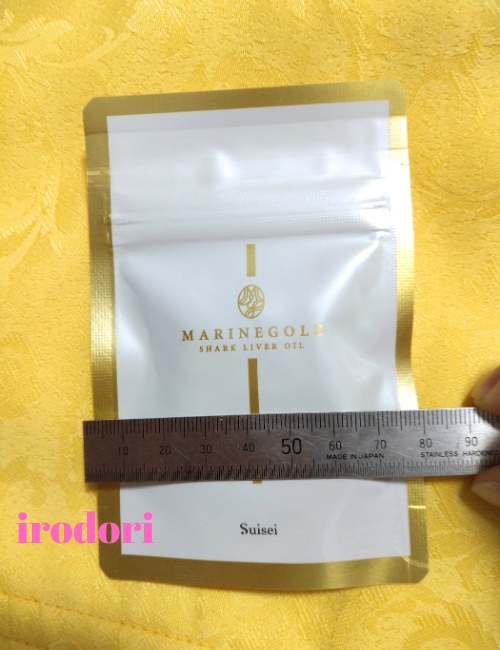 MARINEGOLD
SHARK LIVER OIL
10 20 30 40 50 60 70 80 90
MADE IN JAPAN
STAINLESS HARDENED
irodori
Suisei